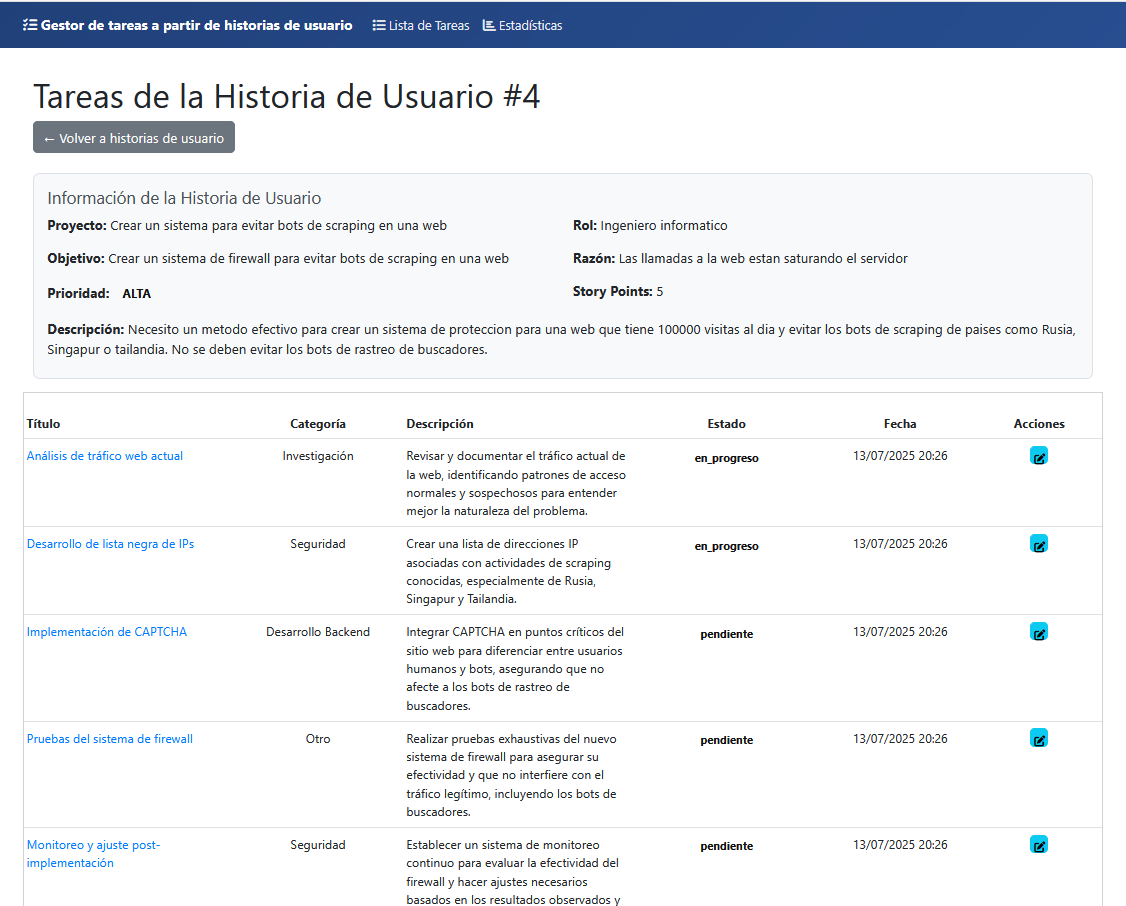 Gestor de tareas a partir de historias de usuario Lista de Tareas Estadísticas
Tareas de la Historia de Usuario #4
← Volver a historias de usuario
Información de la Historia de Usuario
Proyecto: Crear un sistema para evitar bots de scraping en una web
Rol: Ingeniero informatico
Objetivo: Crear un sistema de firewall para evitar bots de scraping en una web
Razón: Las llamadas a la web estan saturando el servidor
Prioridad: ALTA
Story Points: 5
Descripción: Necesito un metodo efectivo para crear un sistema de proteccion para una web que tiene 100000 visitas al dia y evitar los bots de scraping de paises como Rusia,
Singapur o tailandia. No se deben evitar los bots de rastreo de buscadores.
Título Categoría Descripción Estado Fecha Acciones
Análisis de tráfico web actual
Investigación
Revisar y documentar el tráfico actual de
la web, identificando patrones de acceso
normales y sospechosos para entender
mejor la naturaleza del problema.
en_progreso
13/07/2025 20:26
Desarrollo de lista negra de IPs
Seguridad
Crear una lista de direcciones IP
asociadas con actividades de scraping
conocidas, especialmente de Rusia,
Singapur y Tailandia.
en_progreso
13/07/2025 20:26
Implementación de CAPTCHA
Desarrollo Backend
Integrar CAPTCHA en puntos críticos del
sitio web para diferenciar entre usuarios
humanos y bots, asegurando que no
afecte a los bots de rastreo de
buscadores.
pendiente
13/07/2025 20:26
Pruebas del sistema de firewall
Otro
Realizar pruebas exhaustivas del nuevo
sistema de firewall para asegurar su
efectividad y que no interfiere con el
tráfico legítimo, incluyendo los bots de
buscadores.
pendiente
13/07/2025 20:26
Monitoreo y ajuste post-
implementación
Seguridad
Establecer un sistema de monitoreo
continuo para evaluar la efectividad del
firewall y hacer ajustes necesarios
basados en los resultados observados y
pendiente
13/07/2025 20:26